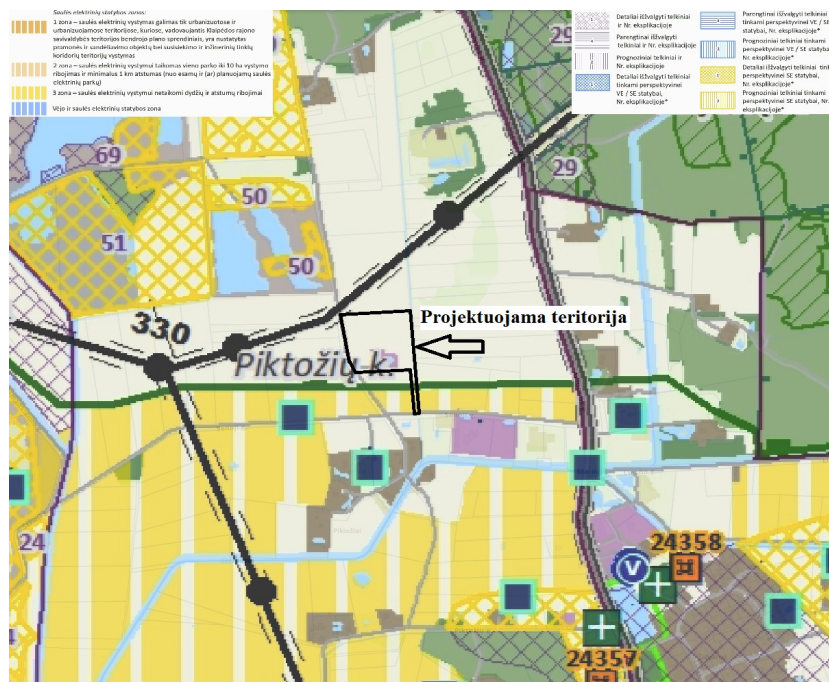 Saulės elektrinių statybos zonos:
1 zona – saulės elektrinių vystymas galimas tik urbanizuotose ir
urbanizuojamose teritorijose, kuriose, vadovaujantis Klaipėdos rajono
savivaldybės teritorijos bendrojo plano sprendiniais, yra nustatytas
pramonės ir sandėliavimo objektų bei susisiekimo ir inžinerinių tinklų
koridorių teritorijų vystymas
2 zona – saulės elektrinių vystymui taikomas vieno parko iki 10 ha vystymo
ribojimas ir minimalus 1 km atstumas (nuo esamų ir (ar) planuojamų saulės
elektrinių parkų)
3 zona – saulės elektrinių vystymui netaikomi dydžių ir atstumų ribojimai
Vėjo ir saulės elektrinių statybos zona
Detaliai išžvalgyti telkiniai
ir Nr. eksplikacijoje
Parengtinai išžvalgyti
telkiniai ir Nr. eksplikacijoje
Prognoziniai telkiniai ir
Nr. eksplikacijoje
Detaliai išžvalgyti telkiniai
tinkami perspektyvinei
VE / SE statybai,
Nr. eksplikacijoje*
Parengtinai išžvalgyti telkiniai
tinkami perspektyvinei VE / SE
statybai, Nr. eksplikacijoje*
Prognoziniai telkiniai tinkami
perspektyvinei VE / SE statybai,
Nr. eksplikacijoje*
Detaliai išžvalgyti telkiniai tinkami
perspektyvinei SE statybai,
Nr. eksplikacijoje*
Prognoziniai telkiniai tinkami
perspektyvinei SE statybai, Nr.
eksplikacijoje*
29
69
29
50
51
50
330
Projektuojama teritorija
Piktožių k.
24
Piktožiai
24358
V
24357